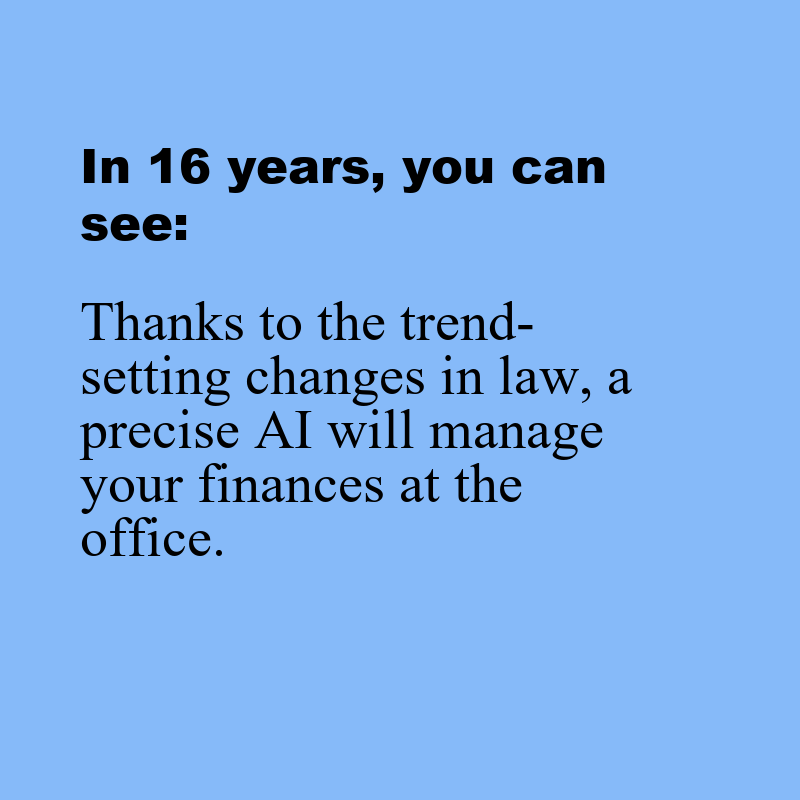 In 16 years, you can
see:
Thanks to the trend-
setting changes in law, a
precise AI will manage
your finances at the
office.